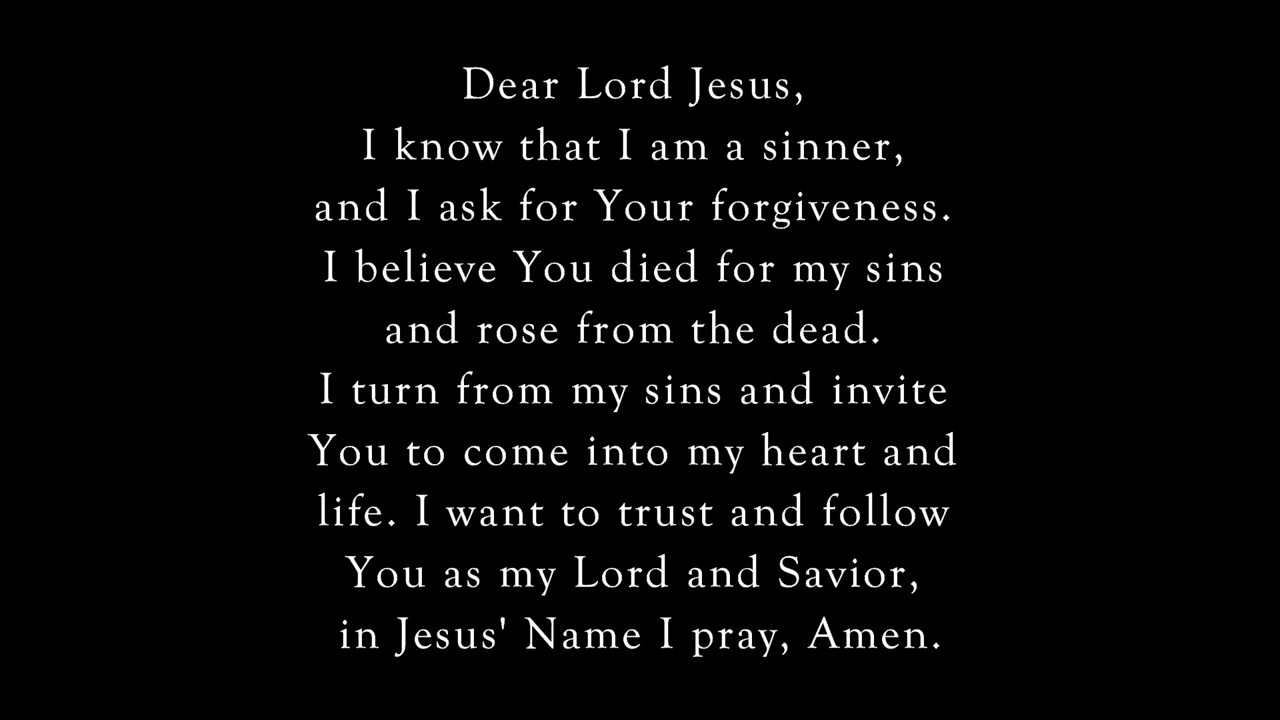 Dear Lord Jesus,
I know that I am a sinner,
and I ask for Your forgiveness.
I believe You died for my sins
and rose from the dead.
I turn from my sins and invite
You to come into my heart and
life. I want to trust and follow
You as my Lord and Savior,
in Jesus' Name I pray, Amen.